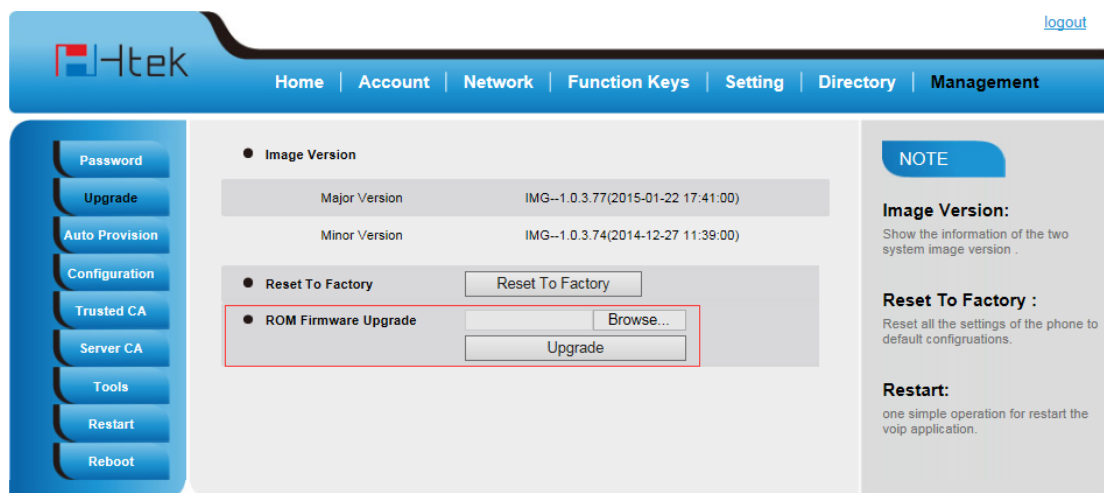 logout
Htek
Home | Account | Network | Function Keys | Setting | Directory | Management
Password
Upgrade
Auto Provision
Configuration
Trusted CA
Server CA
Tools
Restart
Reboot
Image Version
Major Version IMG--1.0.3.77(2015-01-22 17:41:00)
Minor Version IMG--1.0.3.74(2014-12-27 11:39:00)
Reset To Factory Reset To Factory
ROM Firmware Upgrade Browse...
Upgrade
NOTE
Image Version:
Show the information of the two
system image version .
Reset To Factory :
Reset all the settings of the phone to
default configruations.
Restart:
one simple operation for restart the
voip application.